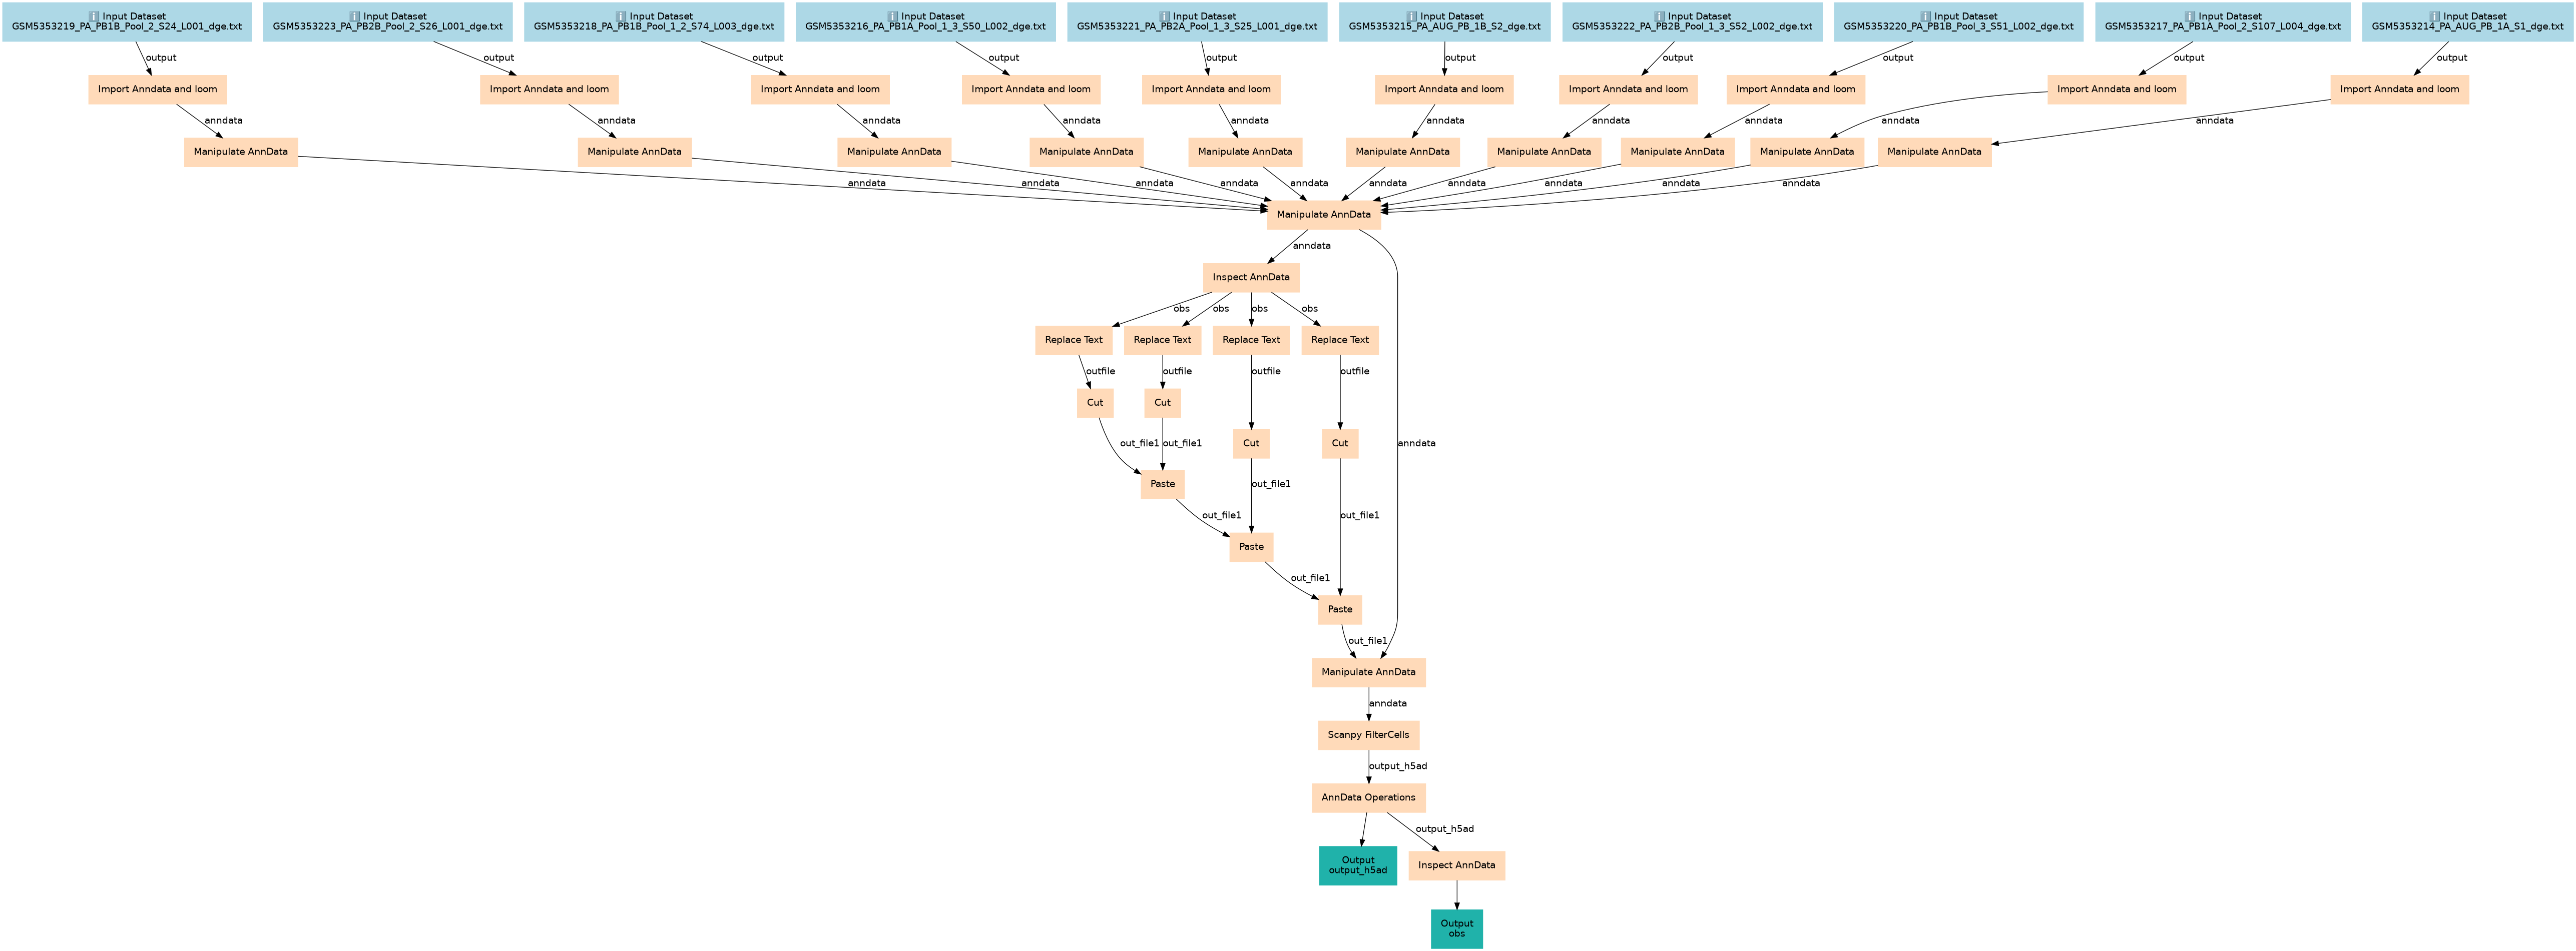 ℹ️ Input Dataset
GSM5353219_PA_PB1B_Pool_2_S24_L001_dge.txt
ℹ️ Input Dataset
GSM5353223_PA_PB2B_Pool_2_S26_L001_dge.txt
ℹ️ Input Dataset
GSM5353218_PA_PB1B_Pool_1_2_S74_L003_dge.txt
ℹ️ Input Dataset
GSM5353216_PA_PB1A_Pool_1_3_S50_L002_dge.txt
ℹ️ Input Dataset
GSM5353221_PA_PB2A_Pool_1_3_S25_L001_dge.txt
ℹ️ Input Dataset
GSM5353215_PA_AUG_PB_1B_S2_dge.txt
ℹ️ Input Dataset
GSM5353222_PA_PB2B_Pool_1_3_S52_L002_dge.txt
ℹ️ Input Dataset
GSM5353220_PA_PB1B_Pool_3_S51_L002_dge.txt
ℹ️ Input Dataset
GSM5353217_PA_PB1A_Pool_2_S107_L004_dge.txt
ℹ️ Input Dataset
GSM5353214_PA_AUG_PB_1A_S1_dge.txt
output
output
output
output
output
output
output
output
output
output
Import Anndata and loom
Import Anndata and loom
Import Anndata and loom
Import Anndata and loom
Import Anndata and loom
Import Anndata and loom
Import Anndata and loom
Import Anndata and loom
Import Anndata and loom
Import Anndata and loom
anndata
anndata
anndata
anndata
anndata
anndata
anndata
anndata
anndata
anndata
Manipulate AnnData
Manipulate AnnData
Manipulate AnnData
Manipulate AnnData
Manipulate AnnData
Manipulate AnnData
Manipulate AnnData
Manipulate AnnData
Manipulate AnnData
Manipulate AnnData
anndata
anndata
anndata
anndata
anndata
anndata
anndata
anndata
anndata
anndata
Manipulate AnnData
anndata
Inspect AnnData
obs
obs
obs
obs
Replace Text
Replace Text
Replace Text
Replace Text
outfile
outfile
outfile
outfile
Cut
Cut
out_file1
out_file1
Cut
Cut
anndata
Paste
out_file1
out_file1
out_file1
Paste
out_file1
Paste
out_file1
Manipulate AnnData
anndata
Scanpy FilterCells
output_h5ad
AnnData Operations
output_h5ad
Output
output_h5ad
Inspect AnnData
Output
obs